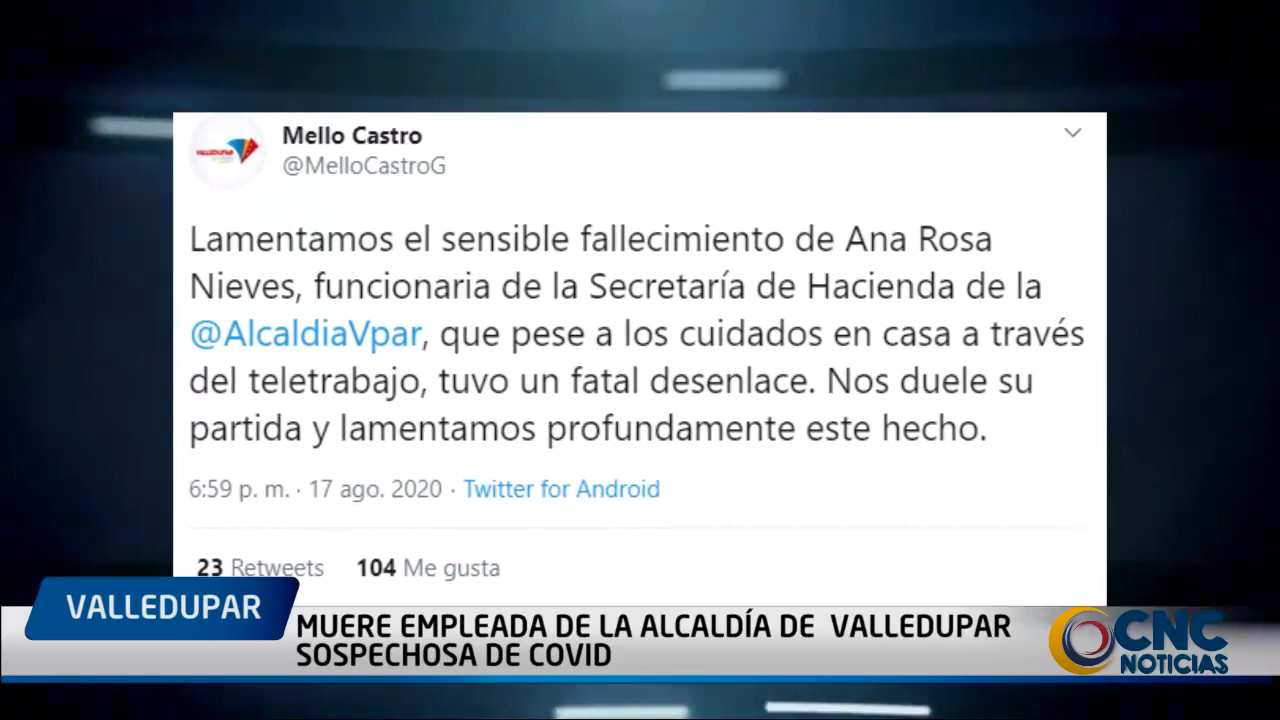 Mello Castro
@MelloCastroG
Lamentamos el sensible fallecimiento de Ana Rosa
Nieves, funcionaria de la Secretaría de Hacienda de la
@AlcaldiaVpar, que pese a los cuidados en casa a través
del teletrabajo, tuvo un fatal desenlace. Nos duele su
partida y lamentamos profundamente este hecho.
6:59 p. m. · 17 ago. 2020 · Twitter for Android
23 Retweets 104 Me gusta
VALLEDUPAR
MUERE EMPLEADA DE LA ALCALDÍA DE VALLEDUPAR
SOSPECHOSA DE COVID
CNC
NOTICIAS